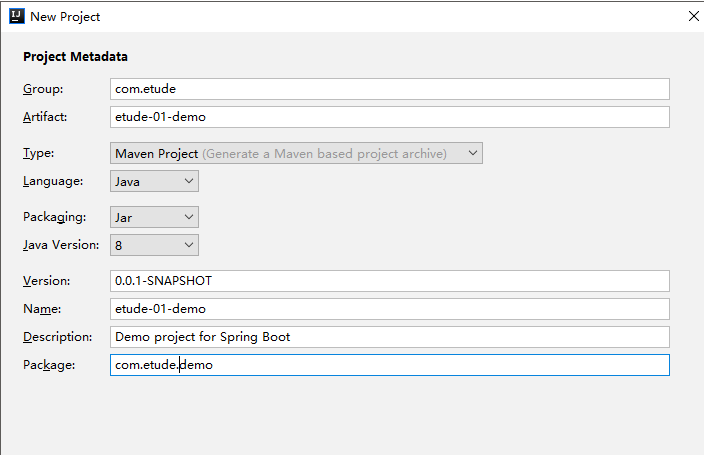 IJ New Project
Project Metadata
Group: com.etude
Artifact: etude-01-demo
Type: Maven Project (Generate a Maven based project archive)
Language: Java
Packaging: Jar
Java Version: 8
Version: 0.0.1-SNAPSHOT
Name: etude-01-demo
Description: Demo project for Spring Boot
Package: com.etude.demo